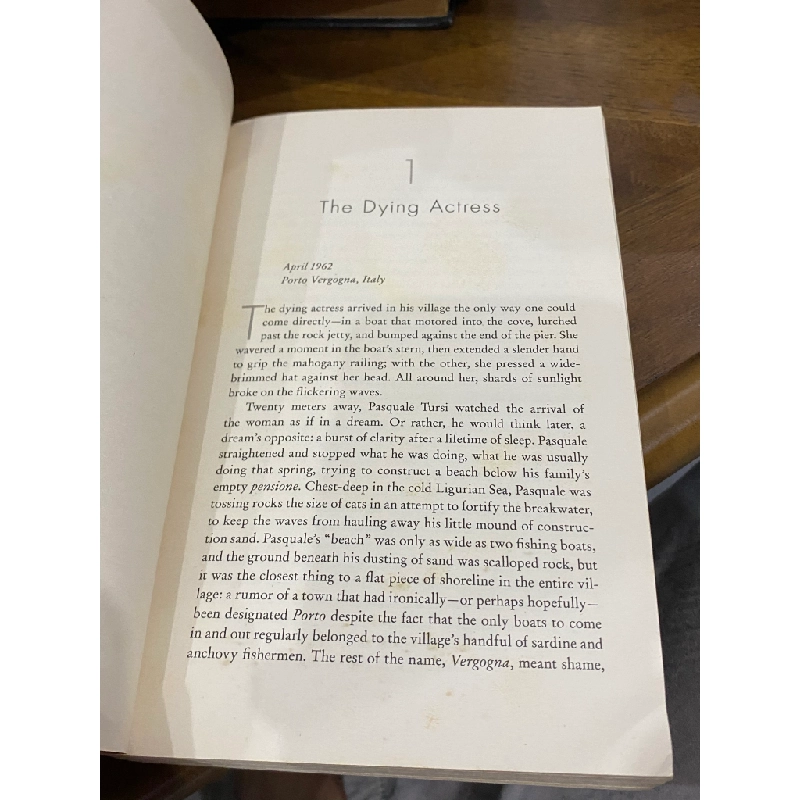 1
The Dying Actress
April 1962
Porto Vergogna, Italy
The dying actress arrived in his village the only way one could
come directly—in a boat that motored into the cove, lurched
past the rock jetty, and bumped against the end of the pier. She
wavered a moment in the boat's stern, then extended a slender hand
to grip the mahogany railing; with the other, she pressed a wide-
brimmed hat against her head. All around her, shards of sunlight
broke on the flickering waves.
Twenty meters away, Pasquale Tursi watched the arrival of
the woman as if in a dream. Or rather, he would think later, a
dream's opposite: a burst of clarity after a lifetime of sleep. Pasquale
straightened and stopped what he was doing, what he was usually
doing that spring, trying to construct a beach below his family's
empty pensione. Chest-deep in the cold Ligurian Sea, Pasquale was
tossing rocks the size of cats in an attempt to fortify the breakwater,
to keep the waves from hauling away his little mound of construc-
tion sand. Pasquale's "beach" was only as wide as two fishing boats,
and the ground beneath his dusting of sand was scalloped rock, but
it was the closest thing to a flat piece of shoreline in the entire vil-
lage: a rumor of a town that had ironically—or perhaps hopefully—
been designated Porto despite the fact that the only boats to come
in and out regularly belonged to the village's handful of sardine and
anchovy fishermen. The rest of the name, Vergogna, meant shame,